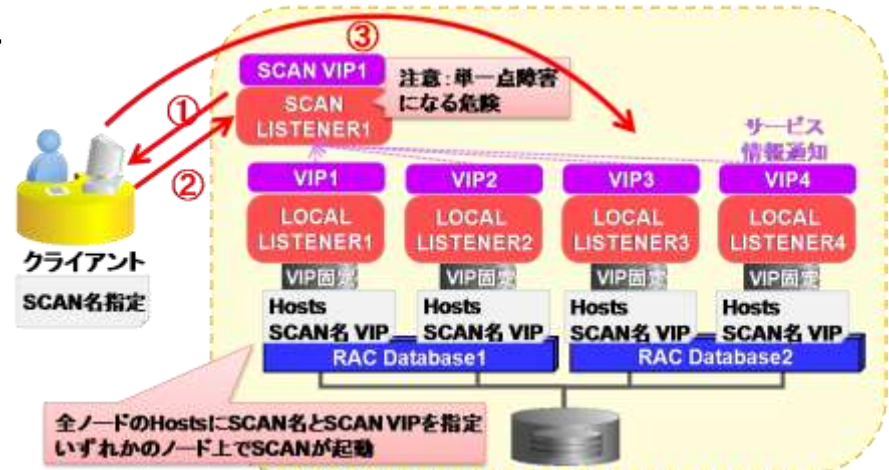 ③
SCAN VIP1
SCAN
LISTENER1
注意：単一点障害
になる危険
①
②
サービス
情報通知
VIP1
VIP2
VIP3
VIP4
LOCAL
LISTENER1
LOCAL
LISTENER2
LOCAL
LISTENER3
LOCAL
LISTENER4
クライアント
SCAN名指定
VIP固定
VIP固定
VIP固定
VIP固定
Hosts
SCAN名 VIP
Hosts
SCAN名 VIP
Hosts
SCAN名 VIP
Hosts
SCAN名 VIP
RAC Database1
RAC Database2
全ノードのHostsにSCAN名とSCAN VIPを指定
いずれかのノード上でSCANが起動